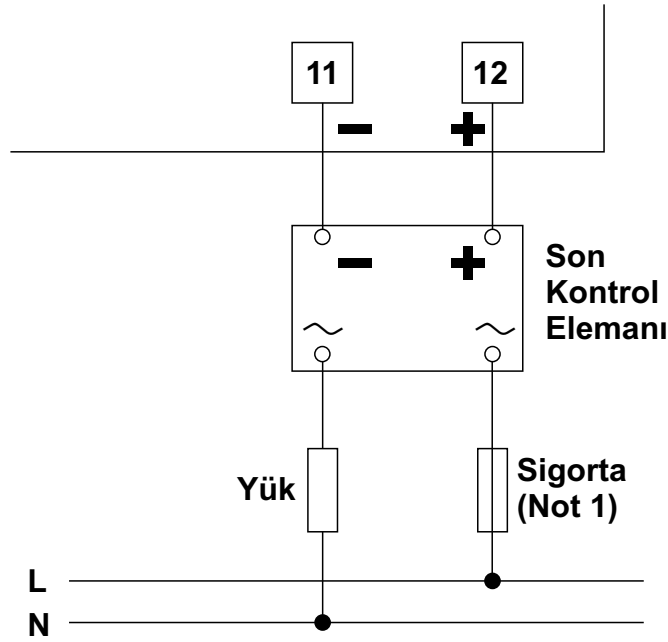 11 12
− +
− +
Son
Kontrol
Elemanı
∼ ∼
Yük
Sigorta
(Not 1)
L
N